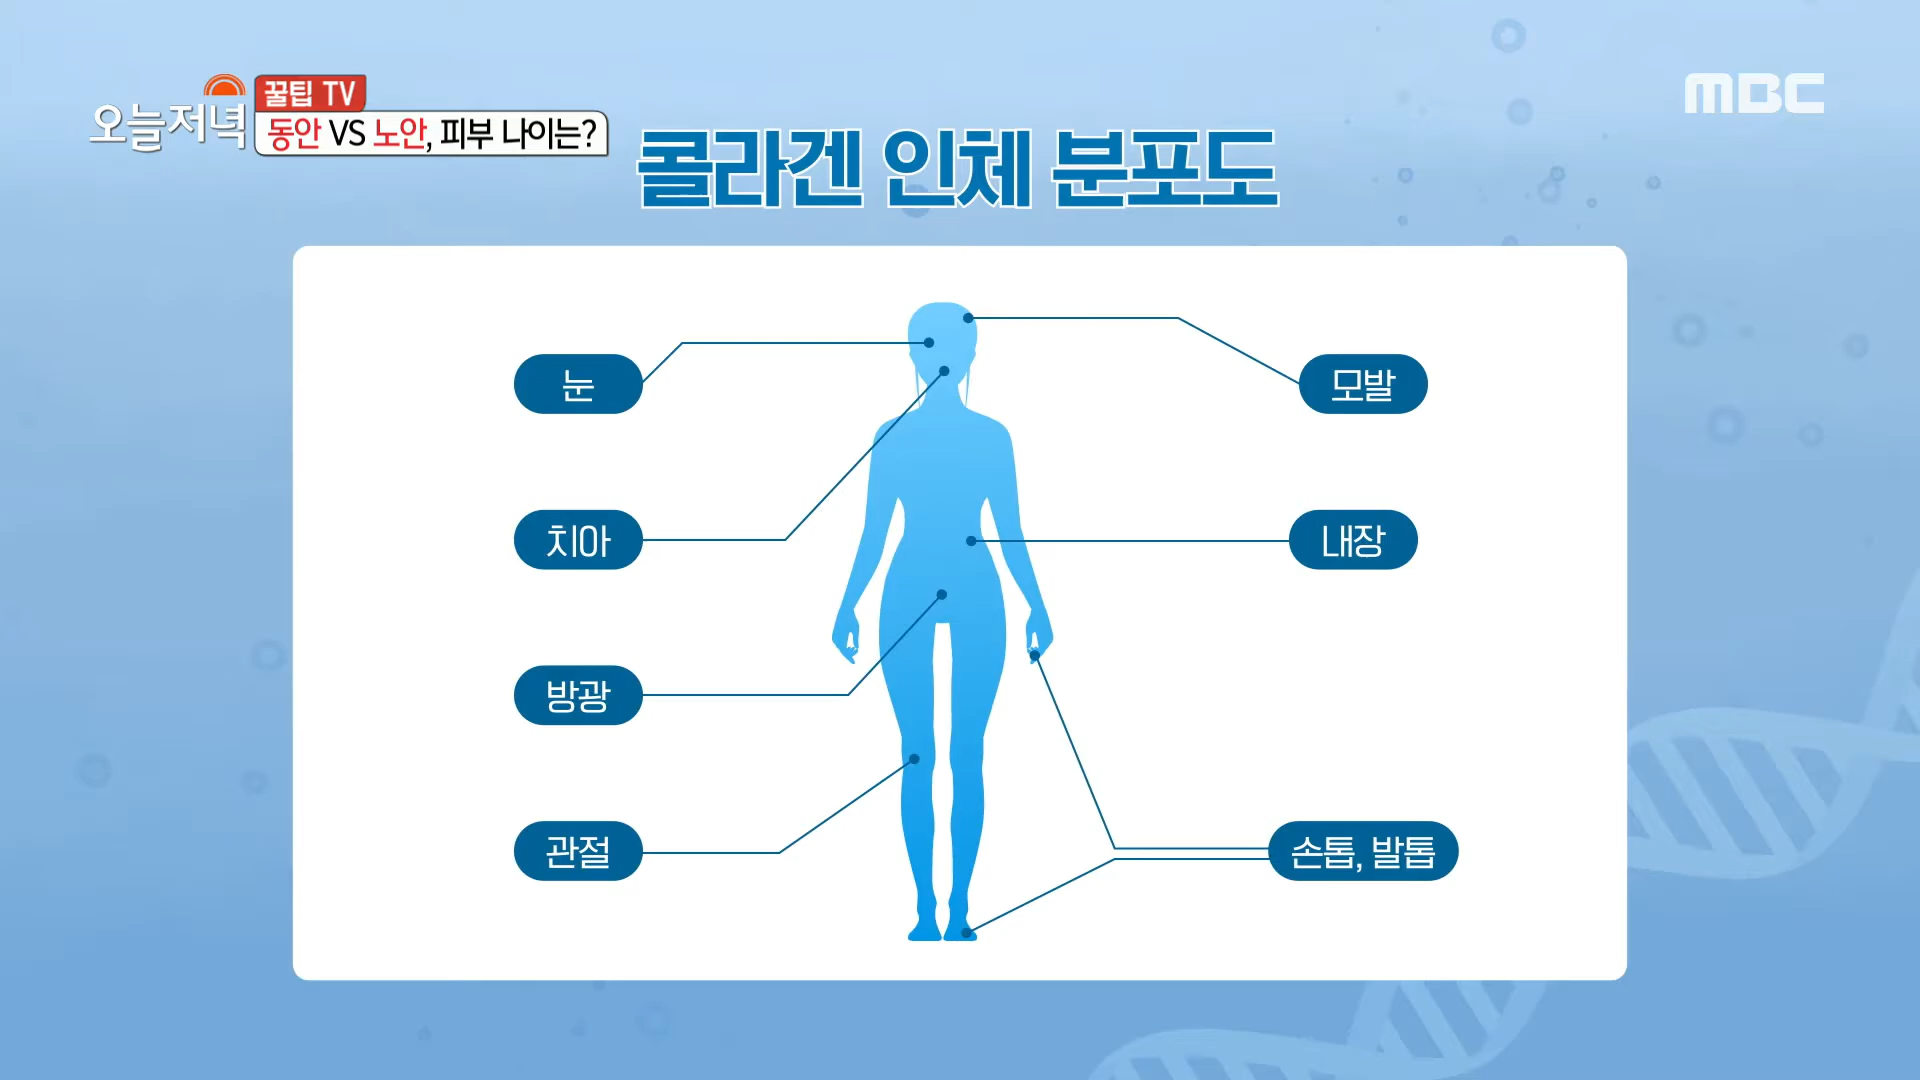 오늘저녁
꿀팁 TV
동안 VS 노안, 피부 나이는?
MBC
콜라겐 인체 분포도
눈
모발
치아
내장
방광
관절
손톱, 발톱